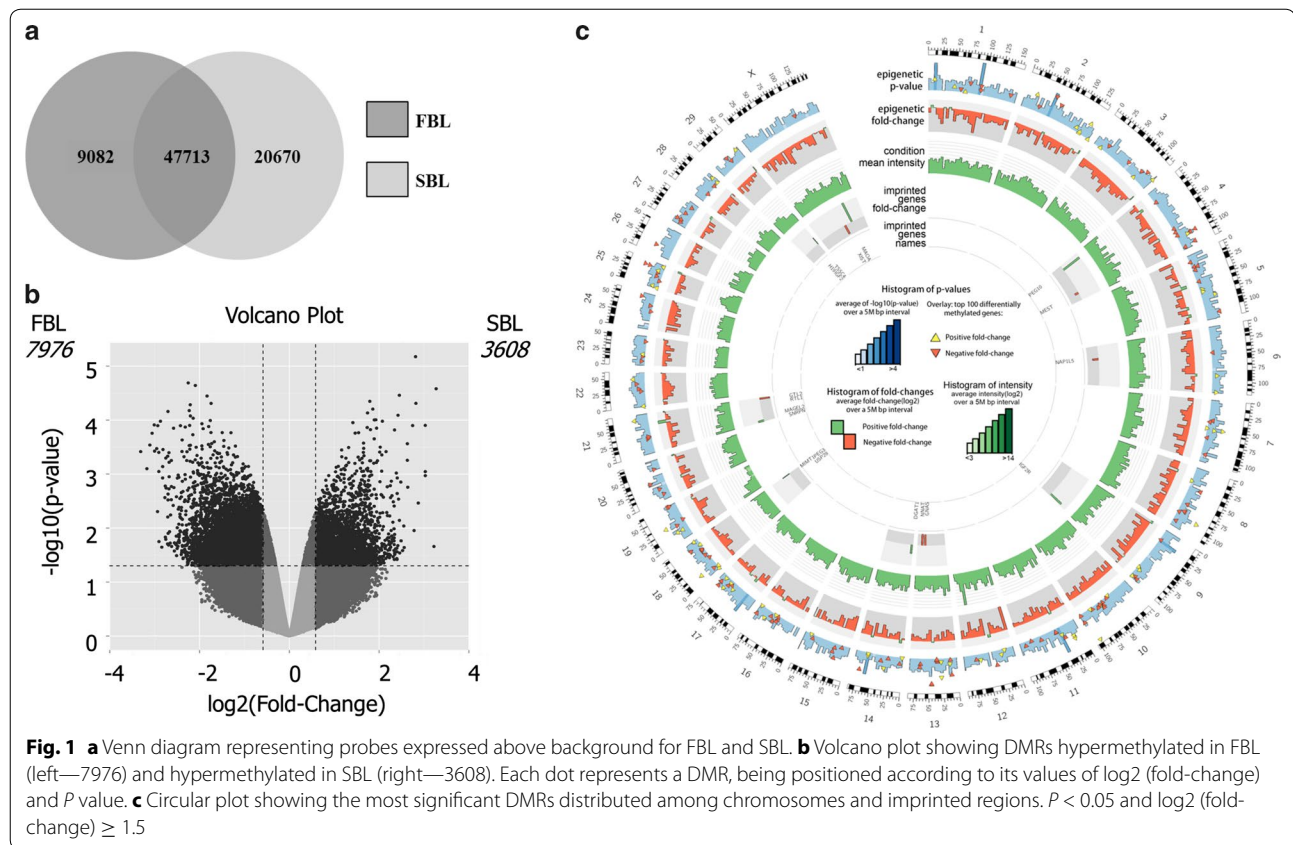 a
9082
47713
20670
FBL
SBL
b
FBL
7976
Volcano Plot
SBL
3608
5
4
3
2
1
0
-log10(p-value)
-4
-2
0
2
4
log2(Fold-Change)
c
epigenetic
p-value
epigenetic
fold-change
condition
mean intensity
imprinted
genes
fold-change
imprinted
genes
names
1
2
3
4
5
6
7
8
9
10
11
12
13
14
15
16
17
18
19
20
21
22
23
24
25
26
27
28
29
X
PEG10
MEST
NAP1L5
IGF2R
NNAT
GNAS
Histogram of p-values
average of -log10(p-value)
over a 5M bp interval
<1
>4
Overlay: top 100 differentially
methylated genes:
Positive fold-change
Negative fold-change
Histogram of fold-changes
average fold-change(log2)
over a 5M bp interval
Positive fold-change
Negative fold-change
Histogram of intensity
average intensity(log2)
over a 5M bp interval
<3
>14
Fig. 1 a Venn diagram representing probes expressed above background for FBL and SBL. b Volcano plot showing DMRs hypermethylated in FBL
(left—7976) and hypermethylated in SBL (right—3608). Each dot represents a DMR, being positioned according to its values of log2 (fold-change)
and P value. c Circular plot showing the most significant DMRs distributed among chromosomes and imprinted regions. P < 0.05 and log2 (fold-
change) ≥ 1.5